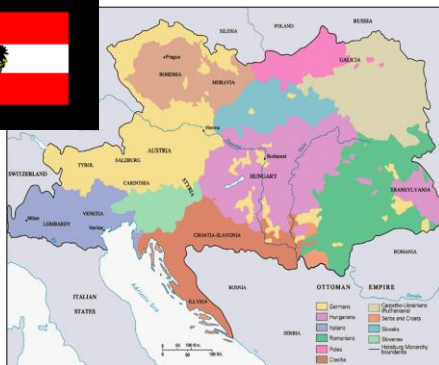 SILESIA
POLAND
RUSSIA
Prague
BOHEMIA
MORAVIA
GALICIA
Vienna
AUSTRIA
SALZBURG
TYROL
SWITZERLAND
CARINTHIA
STYRIA
Budapest
HUNGARY
TRANSYLVANIA
Milan
LOMBARDY
VENETIA
Venice
CROATIA-SLAVONIA
ROMANIA
BOSNIA
ITALIAN
STATES
Adriatic Sea
ILLYRIA
SERBIA
OTTOMAN EMPIRE
Germans
Hungarians
Italians
Romanians
Poles
Czechs
Carpatho-Ukrainians
(Ruthenians)
Serbs and Croats
Slovaks
Slovenes
Habsburg Monarchy
boundaries